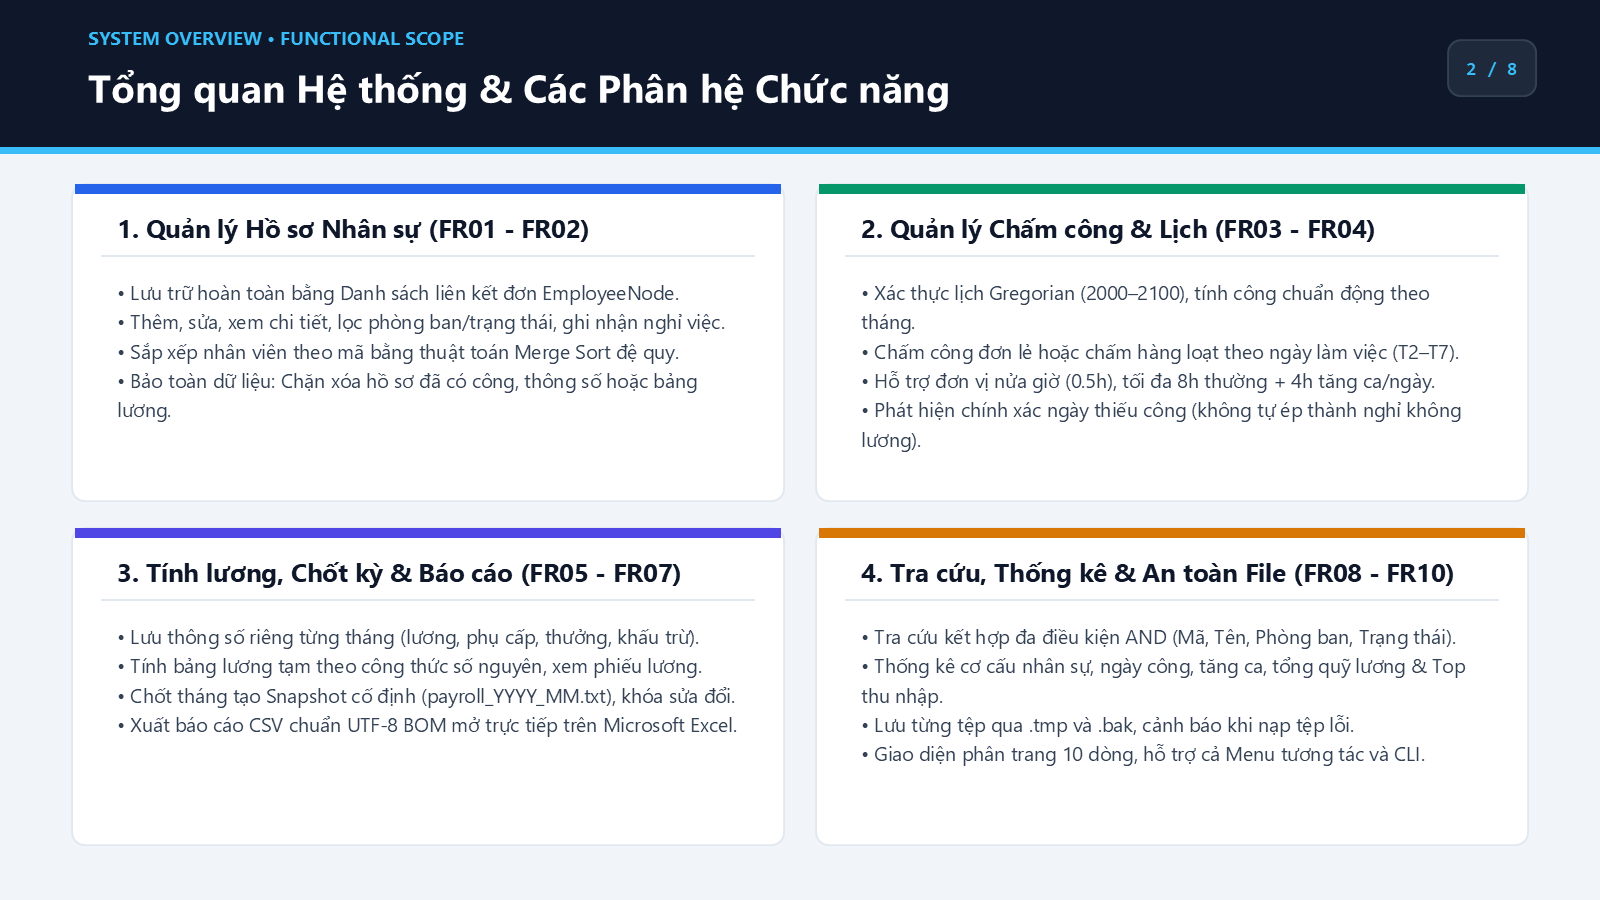 SYSTEM OVERVIEW • FUNCTIONAL SCOPE
Tổng quan Hệ thống & Các Phân hệ Chức năng
2 / 8
1. Quản lý Hồ sơ Nhân sự (FR01 - FR02)
• Lưu trữ hoàn toàn bằng Danh sách liên kết đơn EmployeeNode.
• Thêm, sửa, xem chi tiết, lọc phòng ban/trạng thái, ghi nhận nghỉ việc.
• Sắp xếp nhân viên theo mã bằng thuật toán Merge Sort đệ quy.
• Bảo toàn dữ liệu: Chặn xóa hồ sơ đã có công, thông số hoặc bảng
lương.
2. Quản lý Chấm công & Lịch (FR03 - FR04)
• Xác thực lịch Gregorian (2000–2100), tính công chuẩn động theo
tháng.
• Chấm công đơn lẻ hoặc chấm hàng loạt theo ngày làm việc (T2–T7).
• Hỗ trợ đơn vị nửa giờ (0.5h), tối đa 8h thường + 4h tăng ca/ngày.
• Phát hiện chính xác ngày thiếu công (không tự ép thành nghỉ không
lương).
3. Tính lương, Chốt kỳ & Báo cáo (FR05 - FR07)
• Lưu thông số riêng từng tháng (lương, phụ cấp, thưởng, khấu trừ).
• Tính bảng lương tạm theo công thức số nguyên, xem phiếu lương.
• Chốt tháng tạo Snapshot cố định (payroll_YYYY_MM.txt), khóa sửa đổi.
• Xuất báo cáo CSV chuẩn UTF-8 BOM mở trực tiếp trên Microsoft Excel.
4. Tra cứu, Thống kê & An toàn File (FR08 - FR10)
• Tra cứu kết hợp đa điều kiện AND (Mã, Tên, Phòng ban, Trạng thái).
• Thống kê cơ cấu nhân sự, ngày công, tăng ca, tổng quỹ lương & Top
thu nhập.
• Lưu từng tệp qua .tmp và .bak, cảnh báo khi nạp tệp lỗi.
• Giao diện phân trang 10 dòng, hỗ trợ cả Menu tương tác và CLI.